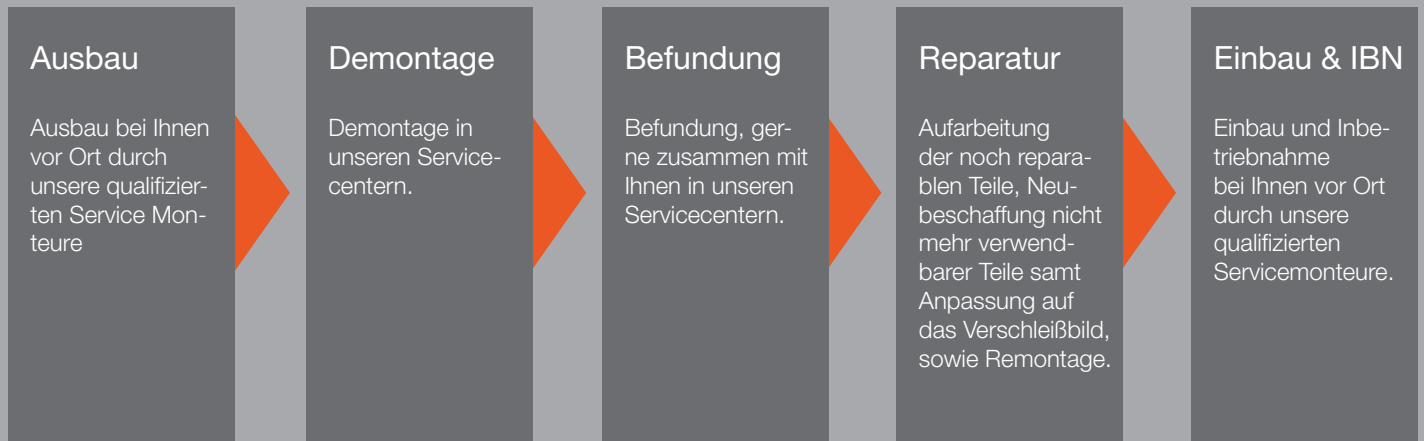 Ausbau
Ausbau bei Ihnen
vor Ort durch
unsere qualifizier-
ten Service Mon-
teure
Demontage
Demontage in
unseren Service-
centern.
Befundung
Befundung, ger-
ne zusammen mit
Ihnen in unseren
Servicecentern.
Reparatur
Aufarbeitung
der noch repara-
blen Teile, Neu-
beschaffung nicht
mehr verwend-
barer Teile samt
Anpassung auf
das Verschleißbild,
sowie Remontage.
Einbau & IBN
Einbau und Inbe-
triebnahme
bei Ihnen vor Ort
durch unsere
qualifizierten
Servicemonteure.